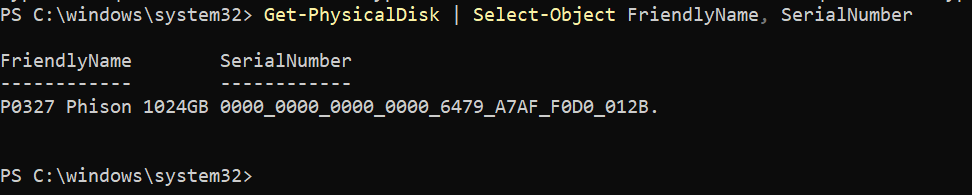 PS C:\windows\system32> Get-PhysicalDisk | Select-Object FriendlyName, SerialNumber
FriendlyName SerialNumber
------------ ------------
P0327 Phison 1024GB 0000_0000_0000_0000_6479_A7AF_F0D0_012B.
PS C:\windows\system32>